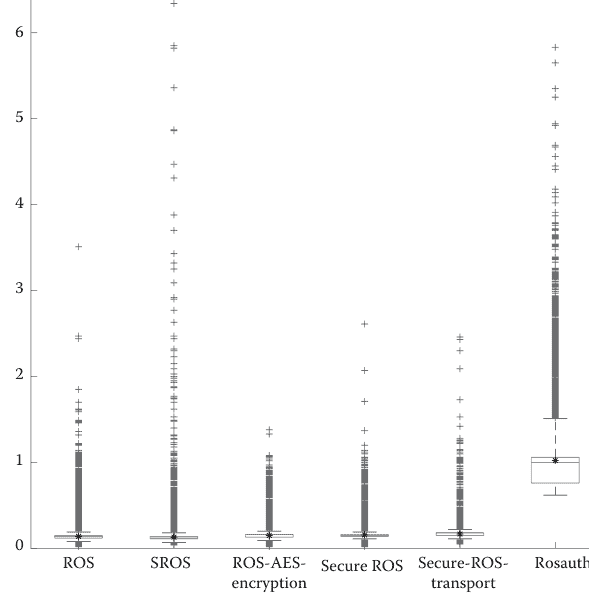 6
5
4
3
2
1
0
ROS
SROS
ROS-AES-
encryption
Secure ROS
Secure-ROS-
transport
Rosauth